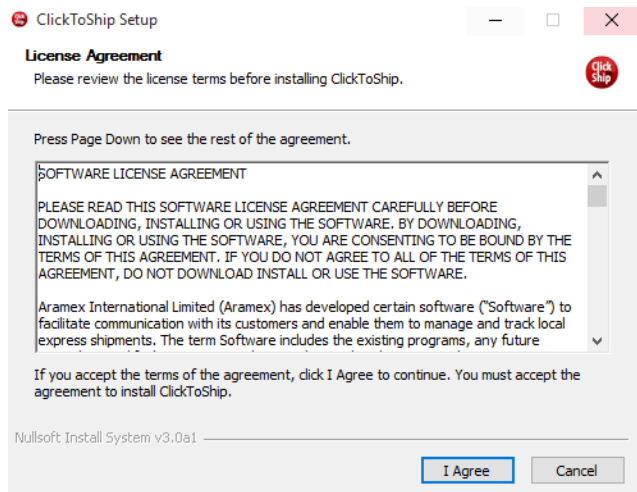 ClickToShip Setup
License Agreement
Please review the license terms before installing ClickToShip.
Click
Ship
Press Page Down to see the rest of the agreement.
SOFTWARE LICENSE AGREEMENT
PLEASE READ THIS SOFTWARE LICENSE AGREEMENT CAREFULLY BEFORE
DOWNLOADING, INSTALLING OR USING THE SOFTWARE. BY DOWNLOADING,
INSTALLING OR USING THE SOFTWARE, YOU ARE CONSENTING TO BE BOUND BY THE
TERMS OF THIS AGREEMENT. IF YOU DO NOT AGREE TO ALL OF THE TERMS OF THIS
AGREEMENT, DO NOT DOWNLOAD INSTALL OR USE THE SOFTWARE.
Aramex International Limited (Aramex) has developed certain software ("Software") to
facilitate communication with its customers and enable them to manage and track local
express shipments. The term Software includes the existing programs, any future
If you accept the terms of the agreement, click I Agree to continue. You must accept the
agreement to install ClickToShip.
Nullsoft Install System v3.0a1
I Agree
Cancel